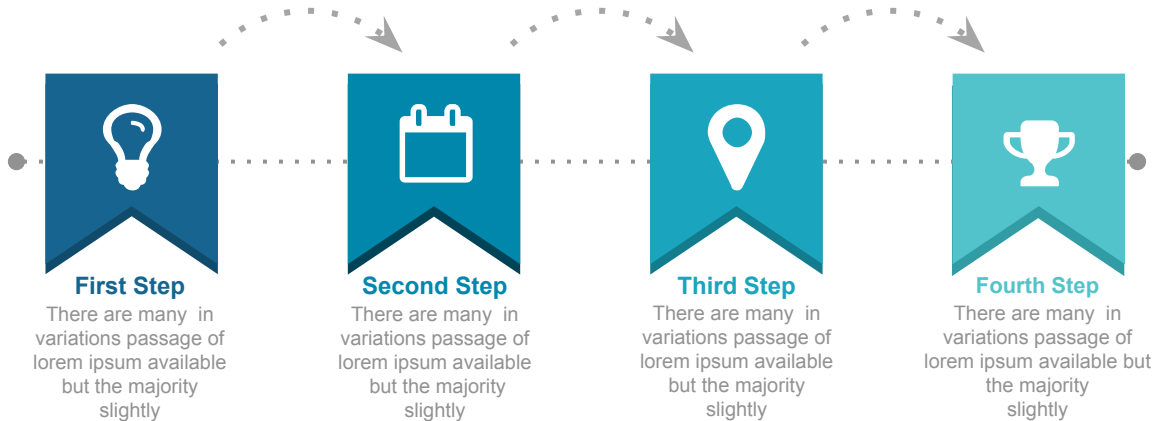 First Step
There are many  in
variations passage of
lorem ipsum available
but the majority
slightly
Second Step
There are many  in
variations passage of
lorem ipsum available
but the majority
slightly
Third Step
There are many  in
variations passage of
lorem ipsum available
but the majority
slightly
Fourth Step
There are many  in
variations passage of
lorem ipsum available but
the majority
slightly